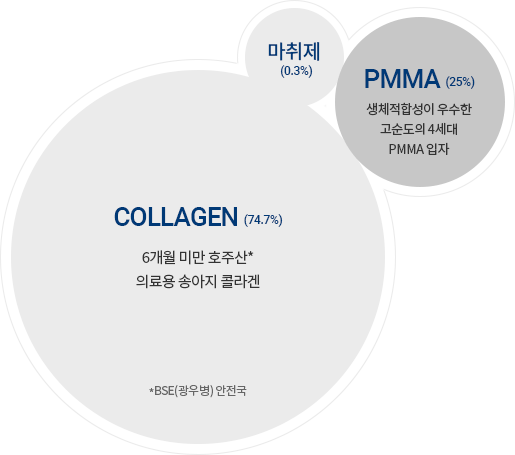 마취제
(0.3%)
PMMA (25%)
생체적합성이 우수한
고순도의 4세대
PMMA 입자
COLLAGEN (74.7%)
6개월 미만 호주산*
의료용 송아지 콜라겐
*BSE(광우병) 안전국